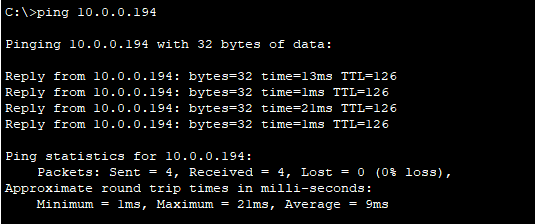 C:\>ping 10.0.0.194
Pinging 10.0.0.194 with 32 bytes of data:
Reply from 10.0.0.194: bytes=32 time=13ms TTL=126
Reply from 10.0.0.194: bytes=32 time=1ms TTL=126
Reply from 10.0.0.194: bytes=32 time=21ms TTL=126
Reply from 10.0.0.194: bytes=32 time=1ms TTL=126
Ping statistics for 10.0.0.194:
    Packets: Sent = 4, Received = 4, Lost = 0 (0% loss),
Approximate round trip times in milli-seconds:
    Minimum = 1ms, Maximum = 21ms, Average = 9ms